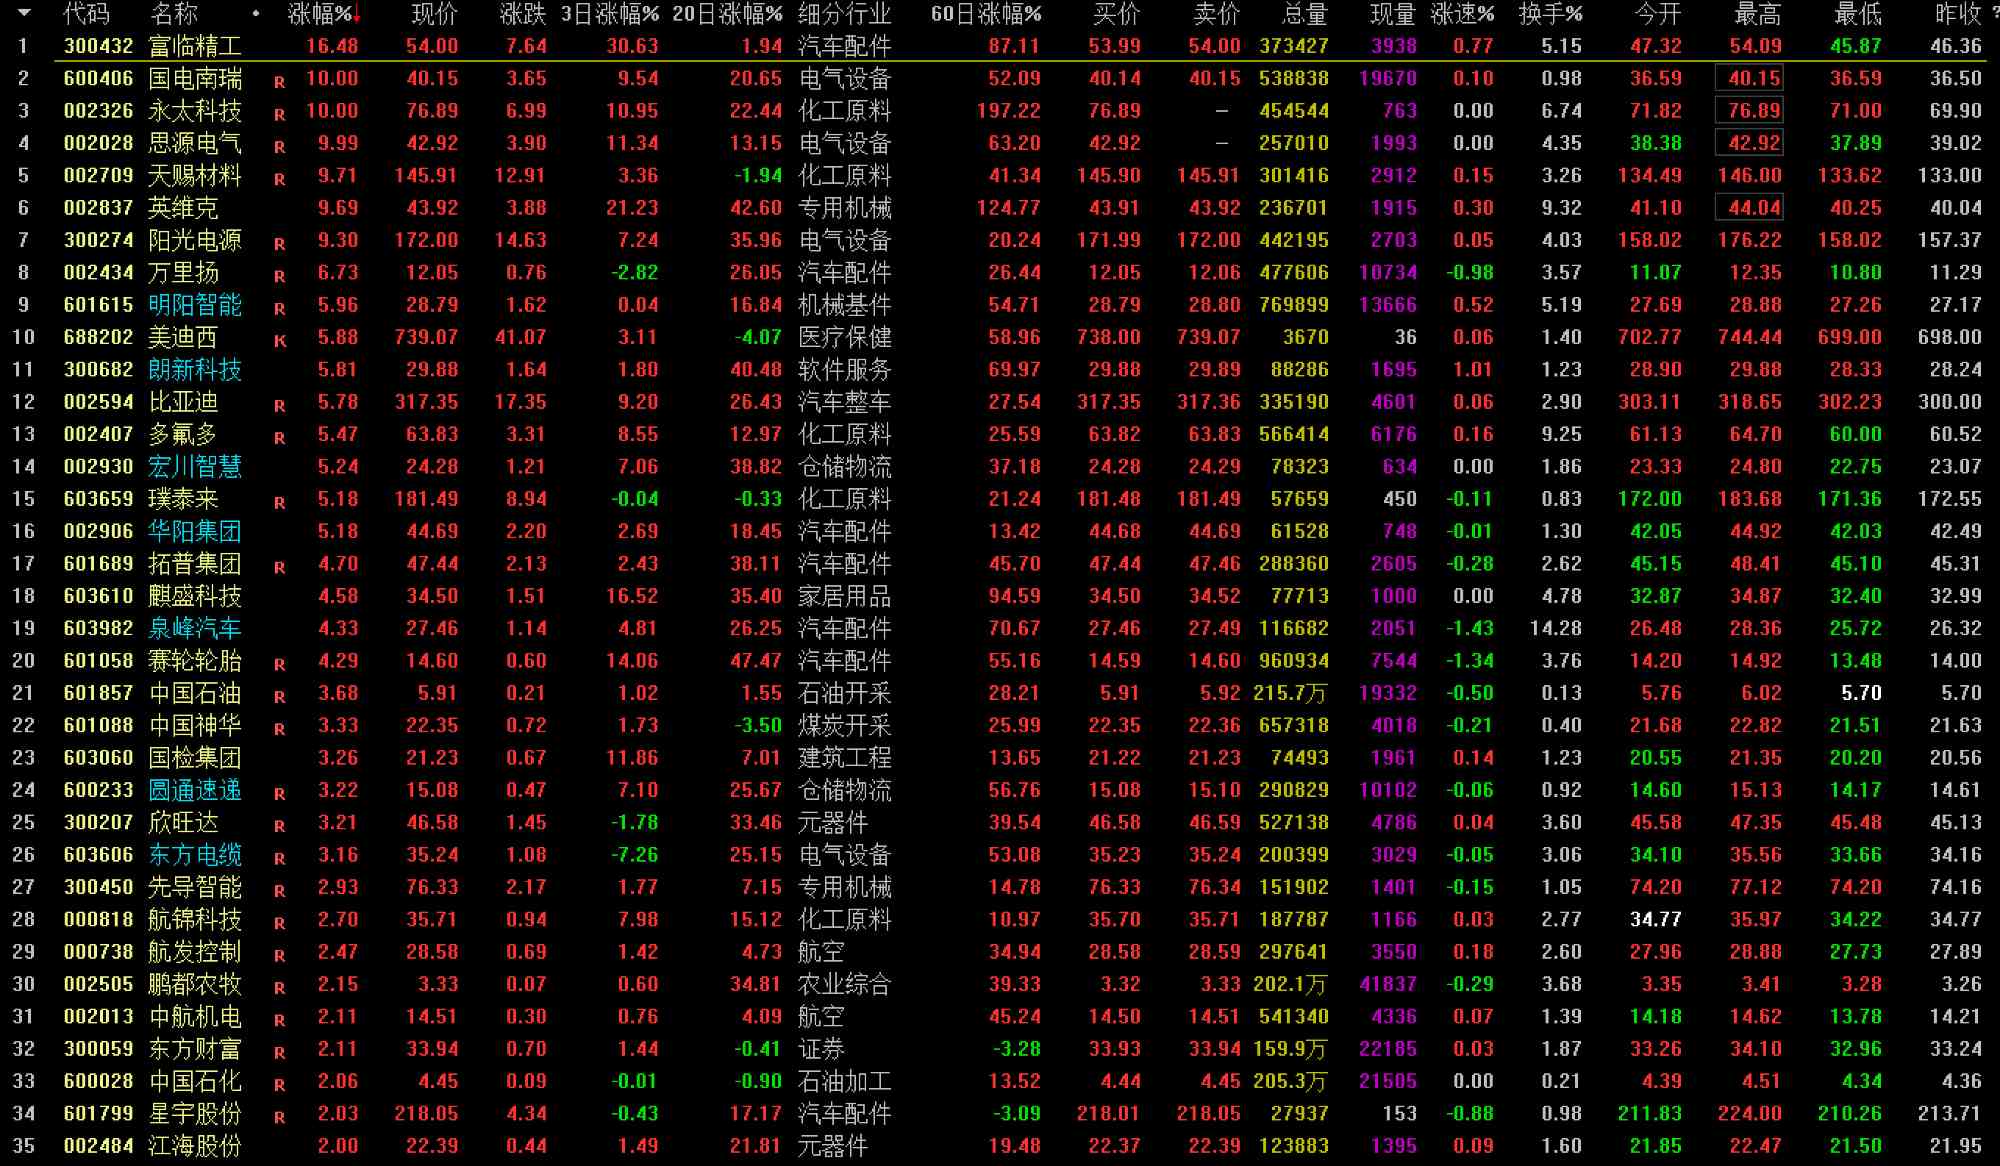 代码 名称 • 涨幅%↓ 现价 涨跌 3日涨幅% 20日涨幅% 细分行业 60日涨幅% 买价 卖价 总量 现量 涨速% 换手% 今开 最高 最低 昨收
1 300432 富临精工 16.48 54.00 7.64 30.63 1.94 汽车配件 87.11 53.99 54.00 373427 3938 0.77 5.15 47.32 54.09 45.87 46.36
2 600406 国电南瑞 R 10.00 40.15 3.65 9.54 20.65 电气设备 52.09 40.14 40.15 538838 19670 0.10 0.98 36.59 40.15 36.59 36.50
3 002326 永太科技 R 10.00 76.89 6.99 10.95 22.44 化工原料 197.22 76.89 — 454544 763 0.00 6.74 71.82 76.89 71.00 69.90
4 002028 思源电气 R 9.99 42.92 3.90 11.34 13.15 电气设备 63.20 42.92 — 257010 1993 0.00 4.35 38.38 42.92 37.89 39.02
5 002709 天赐材料 R 9.71 145.91 12.91 3.36 -1.94 化工原料 41.34 145.90 145.91 301416 2912 0.15 3.26 134.49 146.00 133.62 133.00
6 002837 英维克 9.69 43.92 3.88 21.23 42.60 专用机械 124.77 43.91 43.92 236701 1915 0.30 9.32 41.10 44.04 40.25 40.04
7 300274 阳光电源 R 9.30 172.00 14.63 7.24 35.96 电气设备 20.24 171.99 172.00 442195 2703 0.05 4.03 158.02 176.22 158.02 157.37
8 002434 万里扬 R 6.73 12.05 0.76 -2.82 26.05 汽车配件 26.44 12.05 12.06 477606 10734 -0.98 3.57 11.07 12.35 10.80 11.29
9 601615 明阳智能 R 5.96 28.79 1.62 0.04 16.84 机械基件 54.71 28.79 28.80 769899 13666 0.52 5.19 27.69 28.88 27.26 27.17
10 688202 美迪西 K 5.88 739.07 41.07 3.11 -4.07 医疗保健 58.96 738.00 739.07 3670 36 0.06 1.40 702.77 744.44 699.00 698.00
11 300682 朗新科技 5.81 29.88 1.64 1.80 40.48 软件服务 69.97 29.88 29.89 88286 1695 1.01 1.23 28.90 29.88 28.33 28.24
12 002594 比亚迪 R 5.78 317.35 17.35 9.20 26.43 汽车整车 27.54 317.35 317.36 335190 4601 0.06 2.90 303.11 318.65 302.23 300.00
13 002407 多氟多 R 5.47 63.83 3.31 8.55 12.97 化工原料 25.59 63.82 63.83 566414 6176 0.16 9.25 61.13 64.70 60.00 60.52
14 002930 宏川智慧 5.24 24.28 1.21 7.06 38.82 仓储物流 37.18 24.28 24.29 78323 634 0.00 1.86 23.33 24.80 22.75 23.07
15 603659 璞泰来 R 5.18 181.49 8.94 -0.04 -0.33 化工原料 21.24 181.48 181.49 57659 450 -0.11 0.83 172.00 183.68 171.36 172.55
16 002906 华阳集团 5.18 44.69 2.20 2.69 18.45 汽车配件 13.42 44.68 44.69 61528 748 -0.01 1.30 42.05 44.92 42.03 42.49
17 601689 拓普集团 R 4.70 47.44 2.13 2.43 38.11 汽车配件 45.70 47.44 47.46 288360 2605 -0.28 2.62 45.15 48.41 45.10 45.31
18 603610 麒盛科技 4.58 34.50 1.51 16.52 35.40 家居用品 94.59 34.50 34.52 77713 1000 0.00 4.78 32.87 34.87 32.40 32.99
19 603982 泉峰汽车 4.33 27.46 1.14 4.81 26.25 汽车配件 70.67 27.46 27.49 116682 2051 -1.43 14.28 26.48 28.36 25.72 26.32
20 601058 赛轮轮胎 R 4.29 14.60 0.60 14.06 47.47 汽车配件 55.16 14.59 14.60 960934 7544 -1.34 3.76 14.20 14.92 13.48 14.00
21 601857 中国石油 R 3.68 5.91 0.21 1.02 1.55 石油开采 28.21 5.91 5.92 215.7万 19332 -0.50 0.13 5.76 6.02 5.70 5.70
22 601088 中国神华 R 3.33 22.35 0.72 1.73 -3.50 煤炭开采 25.99 22.35 22.36 657318 4018 -0.21 0.40 21.68 22.82 21.51 21.63
23 603060 国检集团 3.26 21.23 0.67 11.86 7.01 建筑工程 13.65 21.22 21.23 74493 1961 0.14 1.23 20.55 21.35 20.20 20.56
24 600233 圆通速递 R 3.22 15.08 0.47 7.10 25.67 仓储物流 56.76 15.08 15.10 290829 10102 -0.06 0.92 14.60 15.13 14.17 14.61
25 300207 欣旺达 R 3.21 46.58 1.45 -1.78 33.46 元器件 39.54 46.58 46.59 527138 4786 0.04 3.60 45.58 47.35 45.48 45.13
26 603606 东方电缆 R 3.16 35.24 1.08 -7.26 25.15 电气设备 53.08 35.23 35.24 200399 3029 -0.05 3.06 34.10 35.56 33.66 34.16
27 300450 先导智能 R 2.93 76.33 2.17 1.77 7.15 专用机械 14.78 76.33 76.34 151902 1401 -0.15 1.05 74.20 77.12 74.20 74.16
28 000818 航锦科技 R 2.70 35.71 0.94 7.98 15.12 化工原料 10.97 35.70 35.71 187787 1166 0.03 2.77 34.77 35.97 34.22 34.77
29 000738 航发控制 R 2.47 28.58 0.69 1.42 4.73 航空 34.94 28.58 28.59 297641 3550 0.18 2.60 27.96 28.88 27.73 27.89
30 002505 鹏都农牧 R 2.15 3.33 0.07 0.60 34.81 农业综合 39.33 3.32 3.33 202.1万 41837 -0.29 3.68 3.35 3.41 3.28 3.26
31 002013 中航机电 R 2.11 14.51 0.30 0.76 4.09 航空 45.24 14.50 14.51 541340 4336 0.07 1.39 14.18 14.62 13.78 14.21
32 300059 东方财富 R 2.11 33.94 0.70 1.44 -0.41 证券 -3.28 33.93 33.94 159.9万 22185 0.03 1.87 33.26 34.10 32.96 33.24
33 600028 中国石化 R 2.06 4.45 0.09 -0.01 -0.90 石油加工 13.52 4.44 4.45 205.3万 21505 0.00 0.21 4.39 4.51 4.34 4.36
34 601799 星宇股份 R 2.03 218.05 4.34 -0.43 17.17 汽车配件 -3.09 218.01 218.05 27937 153 -0.88 0.98 211.83 224.00 210.26 213.71
35 002484 江海股份 2.00 22.39 0.44 1.49 21.81 元器件 19.48 22.37 22.39 123883 1395 0.09 1.60 21.85 22.47 21.50 21.95